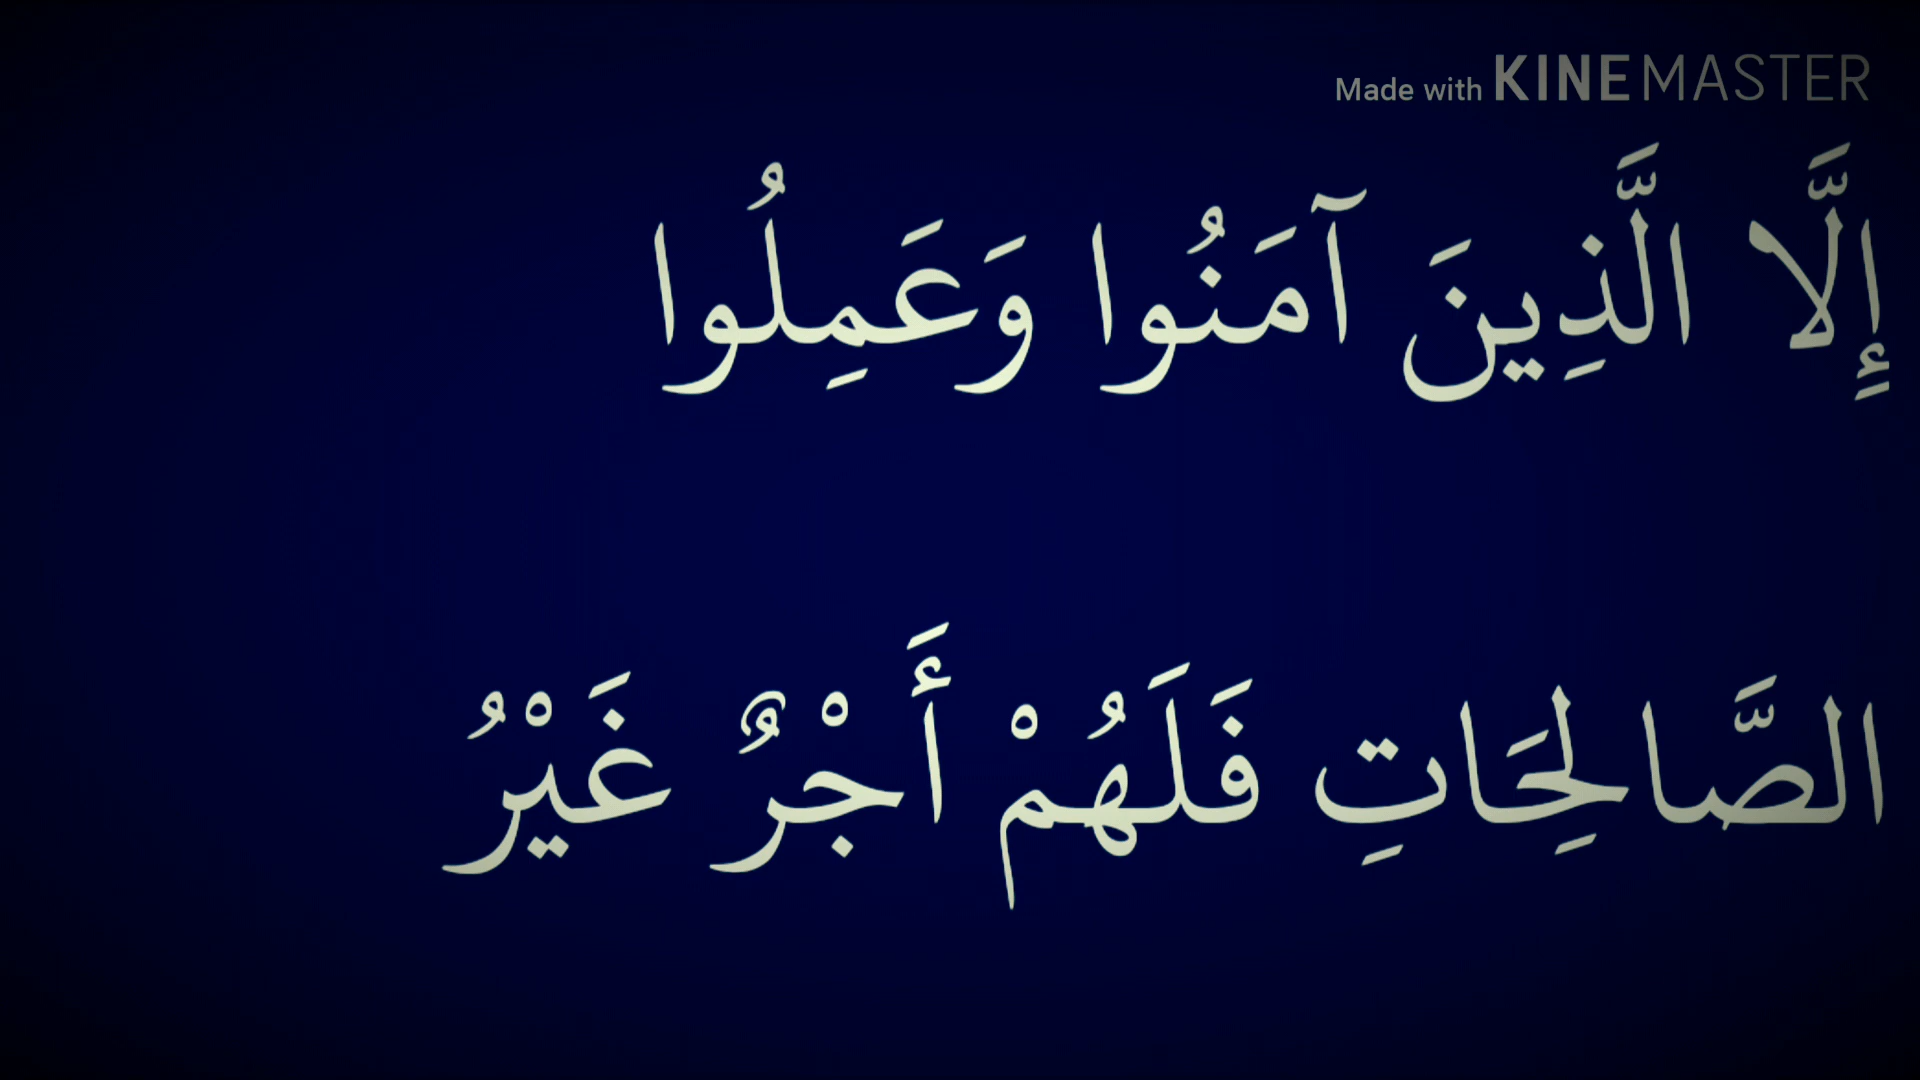 Made with KINEMASTER
إِلَّا الَّذِينَ آمَنُوا وَعَمِلُوا
الصَّالِحَاتِ فَلَهُمْ أَجْرٌ غَيْرُ